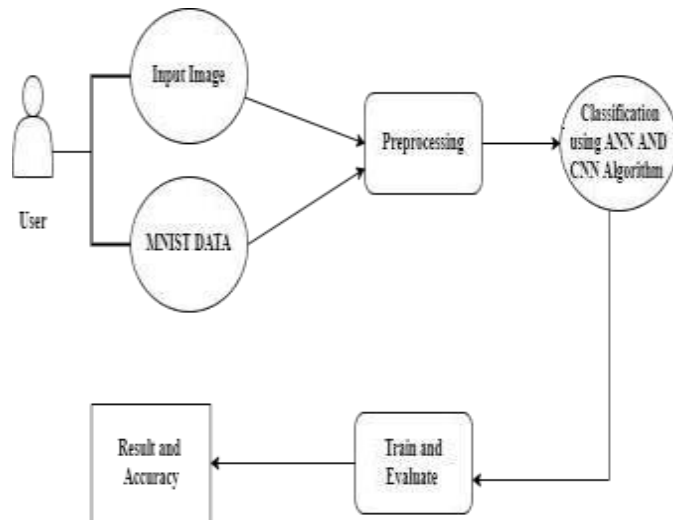 Input Image
Preprocessing
Classification
using ANN AND
CNN Algorithm
User
MNIST DATA
Result and
Accuracy
Train and
Evaluate